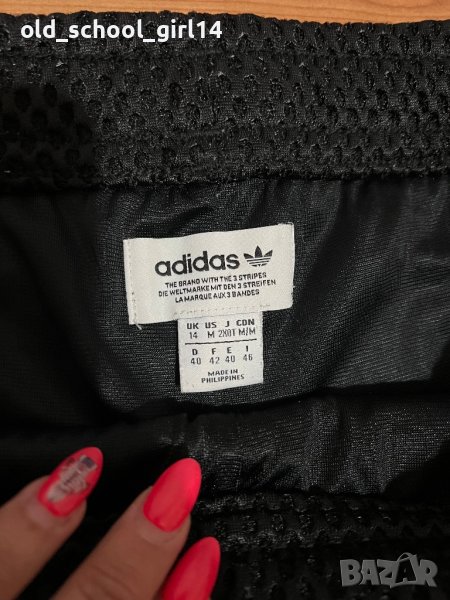 old_school_girl14
adidas
THE BRAND WITH THE 3 STRIPES
DIE WELTMARKE MIT DEN 3 STREIFEN
LA MARQUE AUX 3 BANDES
UK US J CDN
14 M 2XOT M/M
D F E I
40 42 40 46
MADE IN
PHILIPPINES
BAZAR